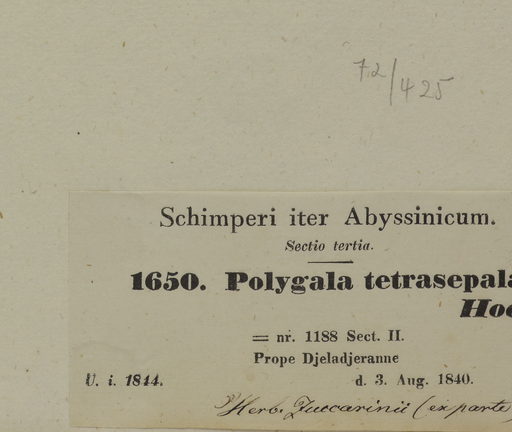 72/425
Schimperi iter Abyssinicum.
Sectio tertia.
1650. Polygala tetrasepala
Hoc
= nr. 1188 Sect. II.
Prope Djeladjeranne
U. i. 1844. d. 3. Aug. 1840.
Herb. Zuccarinii (ex parte)